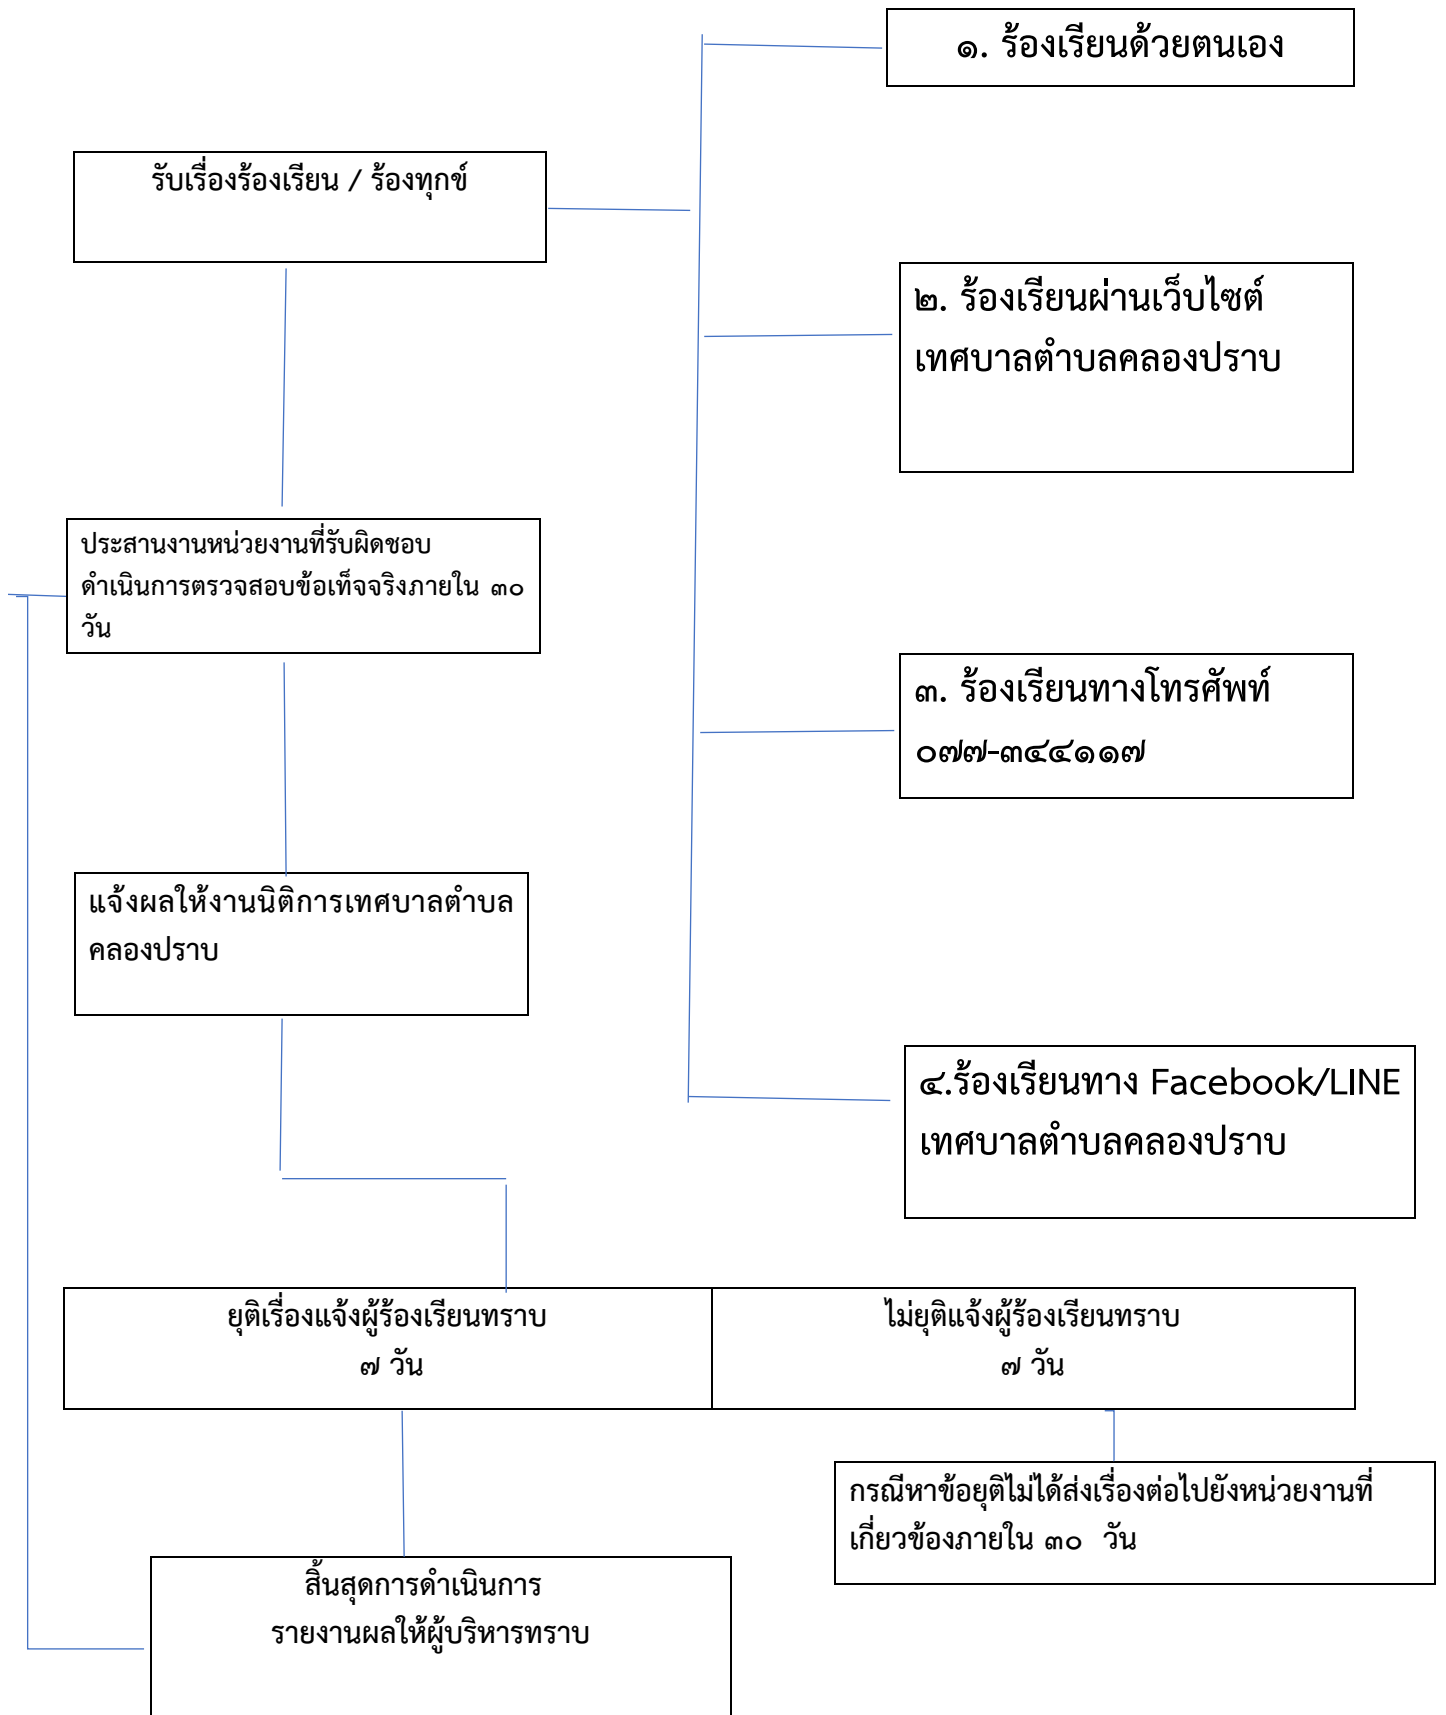 ๑. ร้องเรียนด้วยตนเอง
รับเรื่องร้องเรียน / ร้องทุกข์
๒. ร้องเรียนผ่านเว็บไซต์
เทศบาลตำบลคลองปราบ
ประสานงานหน่วยงานที่รับผิดชอบ
ดำเนินการตรวจสอบข้อเท็จจริงภายใน ๓๐
วัน
๓. ร้องเรียนทางโทรศัพท์
๐๗๗-๓๔๔๑๑๗
แจ้งผลให้งานนิติการเทศบาลตำบล
คลองปราบ
๔.ร้องเรียนทาง Facebook/LINE
เทศบาลตำบลคลองปราบ
ยุติเรื่องแจ้งผู้ร้องเรียนทราบ
๗ วัน
ไม่ยุติแจ้งผู้ร้องเรียนทราบ
๗ วัน
กรณีหาข้อยุติไม่ได้ส่งเรื่องต่อไปยังหน่วยงานที่
เกี่ยวข้องภายใน ๓๐ วัน
สิ้นสุดการดำเนินการ
รายงานผลให้ผู้บริหารทราบ